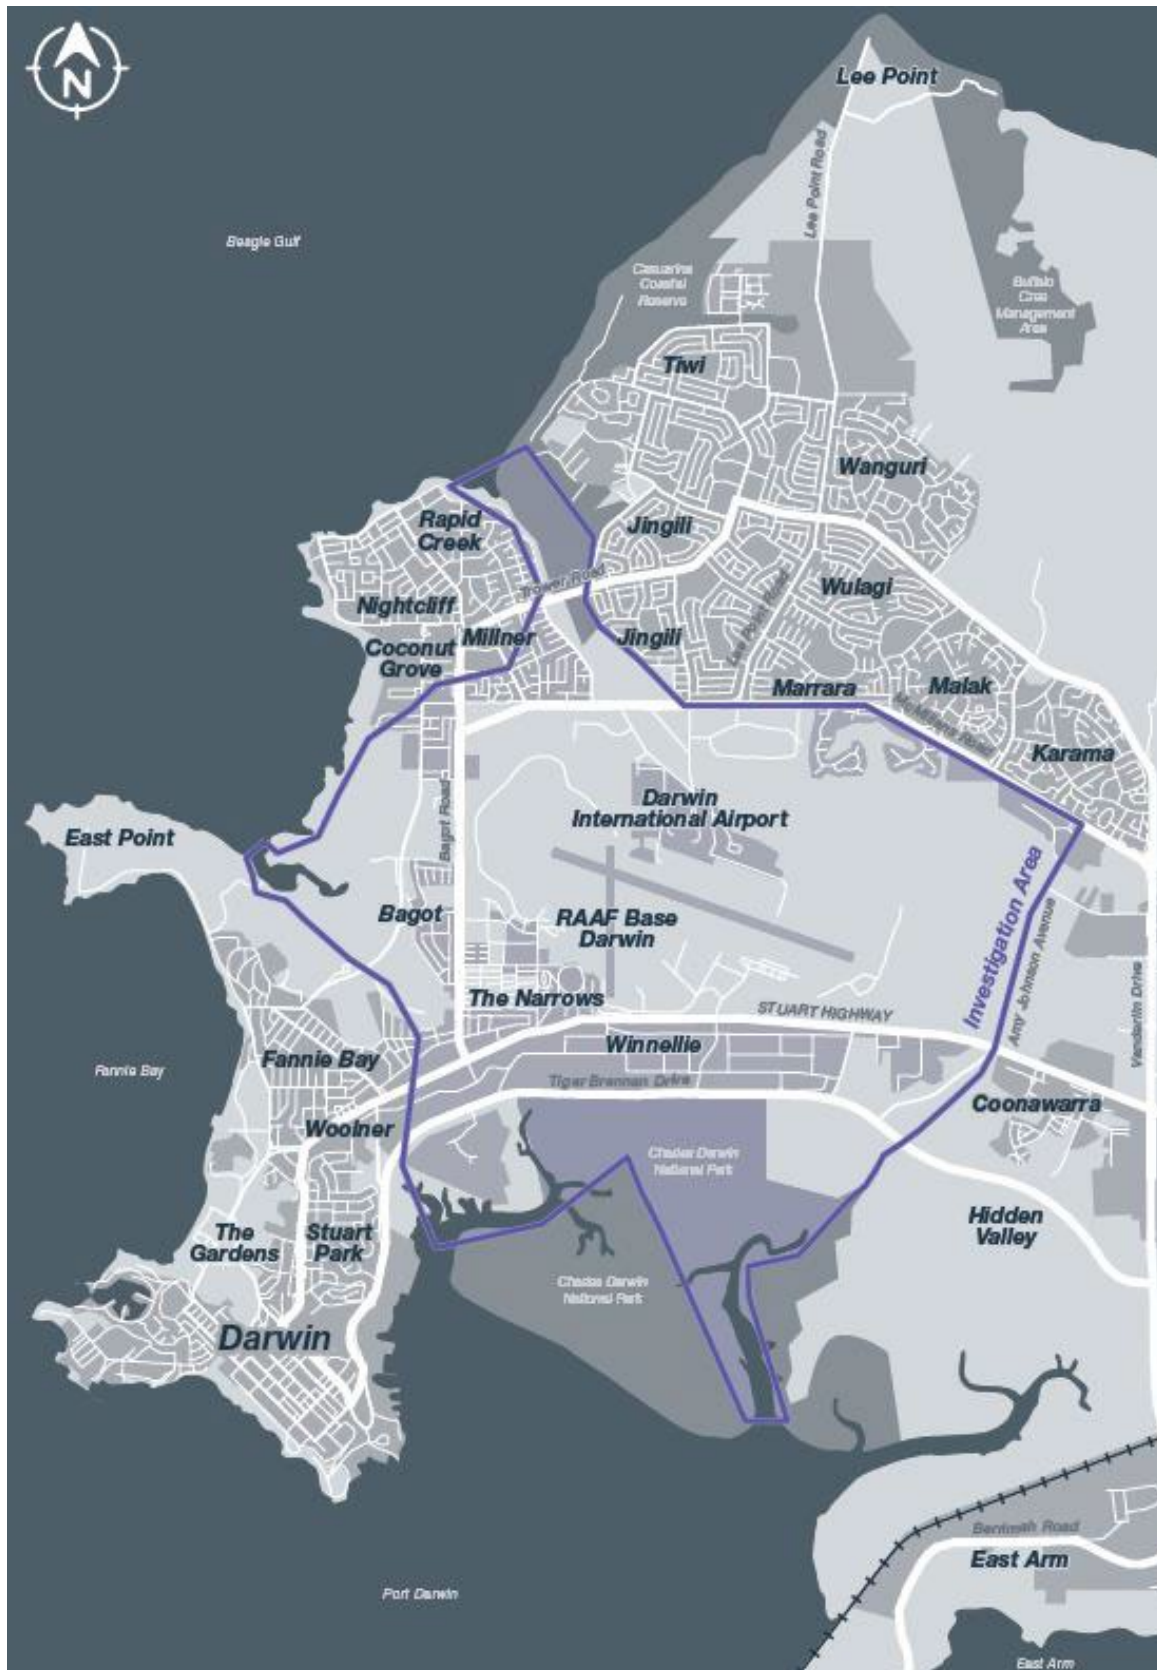 N
Lee Point
Lee Point Road
Beagle Gulf
Casuarina
Coastal
Reserve
Buffalo
Cree
Management
Area
Tiwi
Wanguri
Rapid
Creek
Jingili
Trower Road
Wulagi
Nightcliff
Millner
Jingili
Lee Point Road
Coconut
Grove
Marrara
Malak
McMillans Road
Karama
Darwin
International Airport
East Point
Bagot Road
Investigation Area
Bagot
RAAF Base
Darwin
Amy Johnson Avenue
The Narrows
STUART HIGHWAY
Vanderlin Drive
Winnellie
Fannie Bay
Fannie Bay
Tiger Brennan Drive
Coonawarra
Woolner
Charles Darwin
National Park
Hidden
Valley
The
Gardens
Stuart
Park
Charles Darwin
National Park
Darwin
Berrimah Road
East Arm
Port Darwin
East Arm